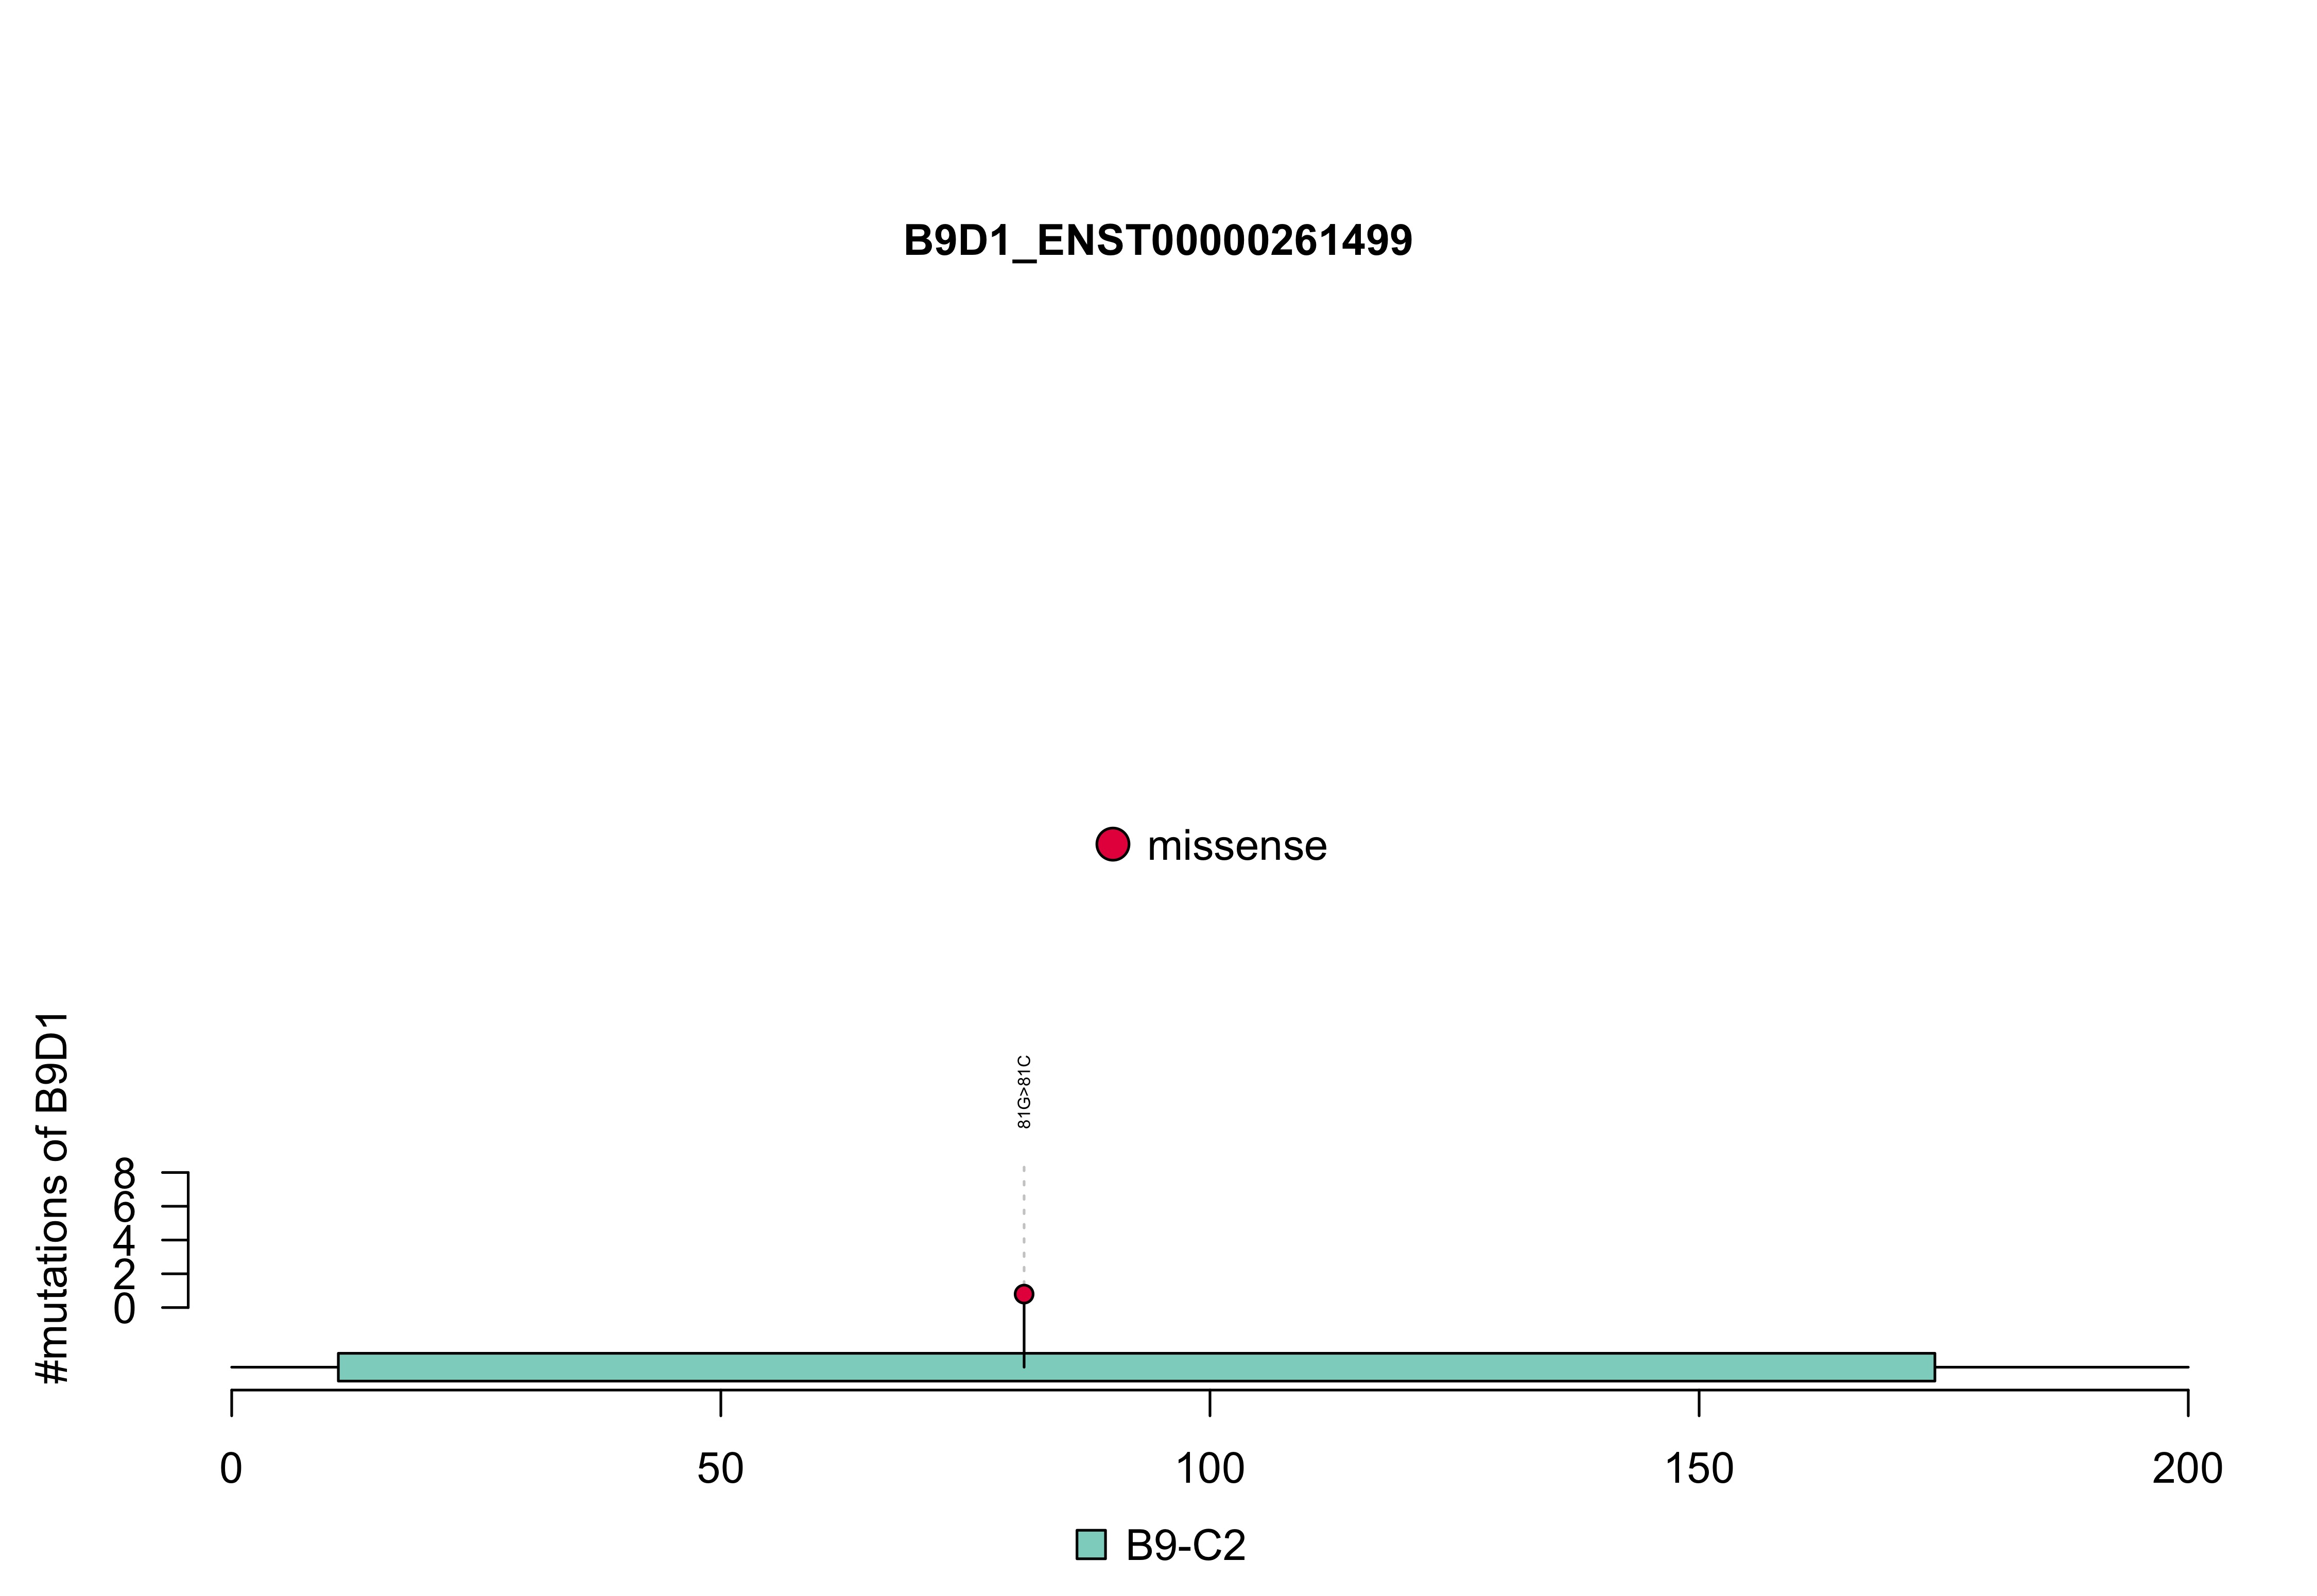 B9D1_ENST00000261499
missense
#mutations of B9D1
81G>81C
8
6
4
2
0
0 50 100 150 200
B9-C2